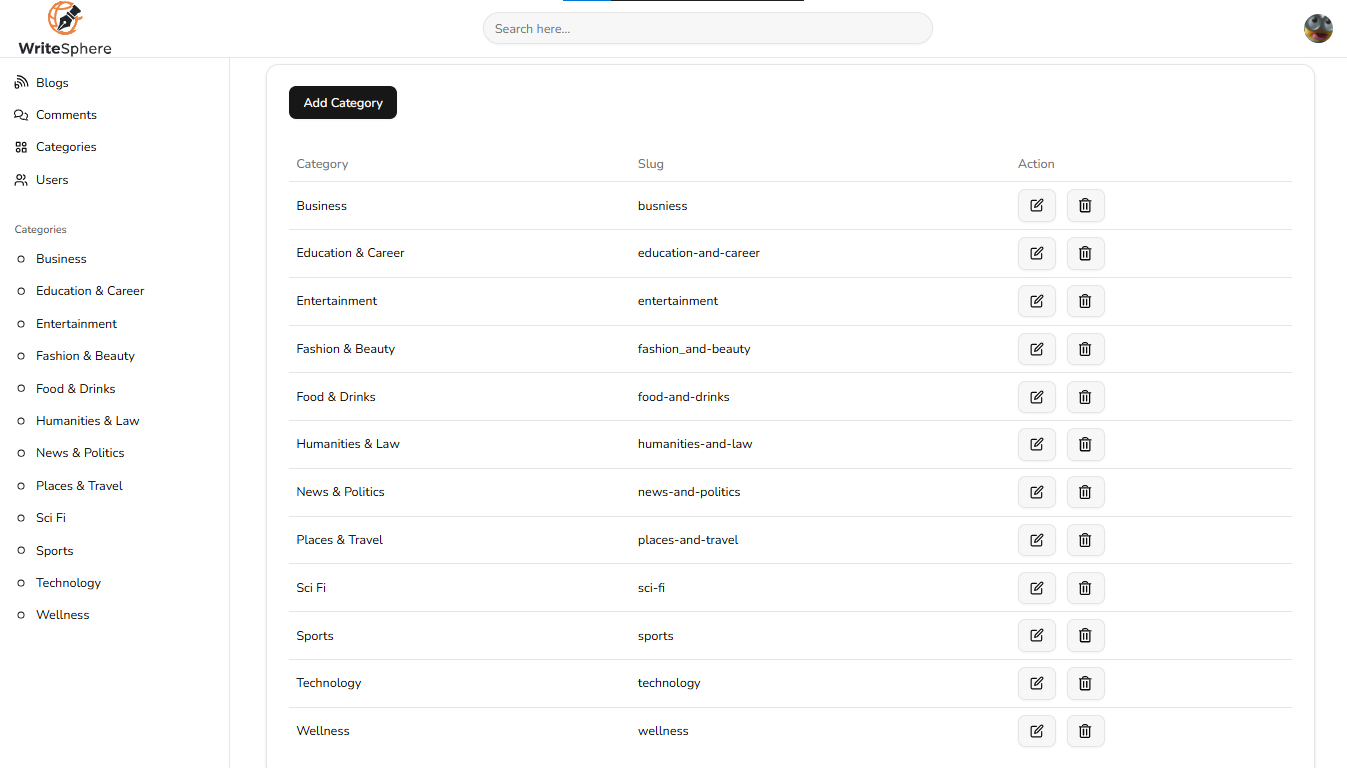 WriteSphere
Search here...
Blogs
Comments
Categories
Users
Categories
Business
Education & Career
Entertainment
Fashion & Beauty
Food & Drinks
Humanities & Law
News & Politics
Places & Travel
Sci Fi
Sports
Technology
Wellness
Add Category
Category Slug Action
Business busniess
Education & Career education-and-career
Entertainment entertainment
Fashion & Beauty fashion_and-beauty
Food & Drinks food-and-drinks
Humanities & Law humanities-and-law
News & Politics news-and-politics
Places & Travel places-and-travel
Sci Fi sci-fi
Sports sports
Technology technology
Wellness wellness